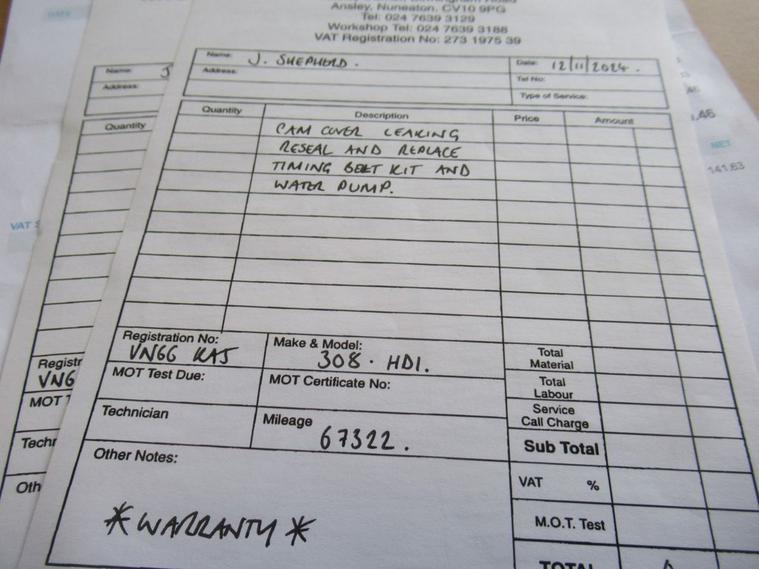 Ansley, Nuneaton, CV10 9PG
Tel: 024 7639 3129
Workshop Tel: 024 7639 3188
VAT Registration No: 273 1975 39
Name: J. SHEPHERD.
Date: 12/11/2024.
Address:
Tel No:
Type of Service:
Quantity Description Price Amount
CAM COVER LEAKING
RESEAL AND REPLACE
TIMING BELT KIT AND
WATER PUMP.
Registration No: VN66 KAJ
Make & Model: 308. HDI.
MOT Test Due:
MOT Certificate No:
Technician
Mileage 67322.
Other Notes:
*WARRANTY*
Total Material
Total Labour
Service Call Charge
Sub Total
VAT %
M.O.T. Test
TOTAL
Name: J
Address:
Quantity
Registr
VN6
MOT T
Techr
Oth
VAT S
NET
141.63